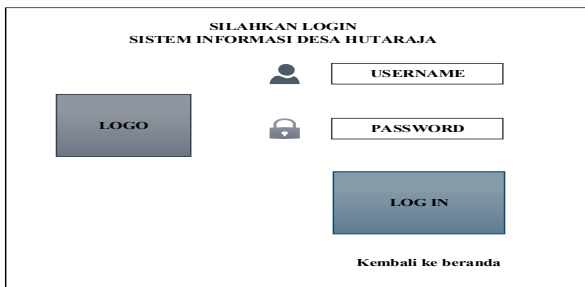 SILAHKAN LOGIN
SISTEM INFORMASI DESA HUTARAJA
USERNAME
LOGO
PASSWORD
LOG IN
Kembali ke beranda